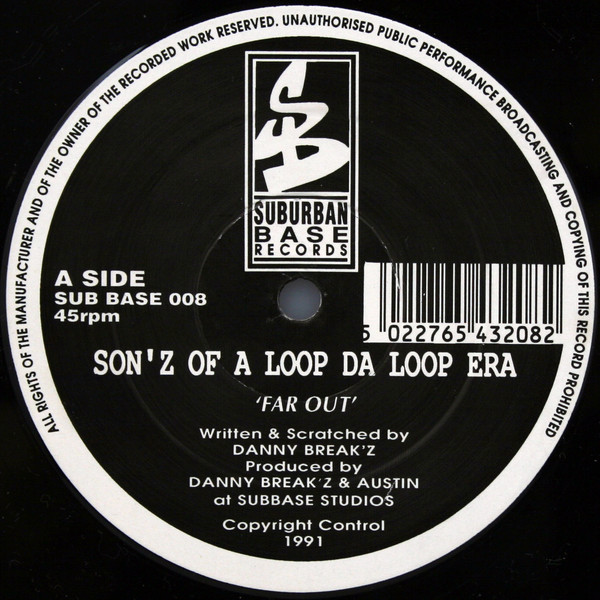 ALL RIGHTS OF THE MANUFACTURER AND OF THE OWNER OF THE RECORDED WORK RESERVED. UNAUTHORISED PUBLIC PERFORMANCE BROADCASTING AND COPYING OF THIS RECORD PROHIBITED
SUBURBAN
BASE
RECORDS
A SIDE
SUB BASE 008
45rpm
5 022765 432082
SON'Z OF A LOOP DA LOOP ERA
‘FAR OUT’
Written & Scratched by
DANNY BREAK'Z
Produced by
DANNY BREAK'Z & AUSTIN
at SUBBASE STUDIOS
Copyright Control
1991